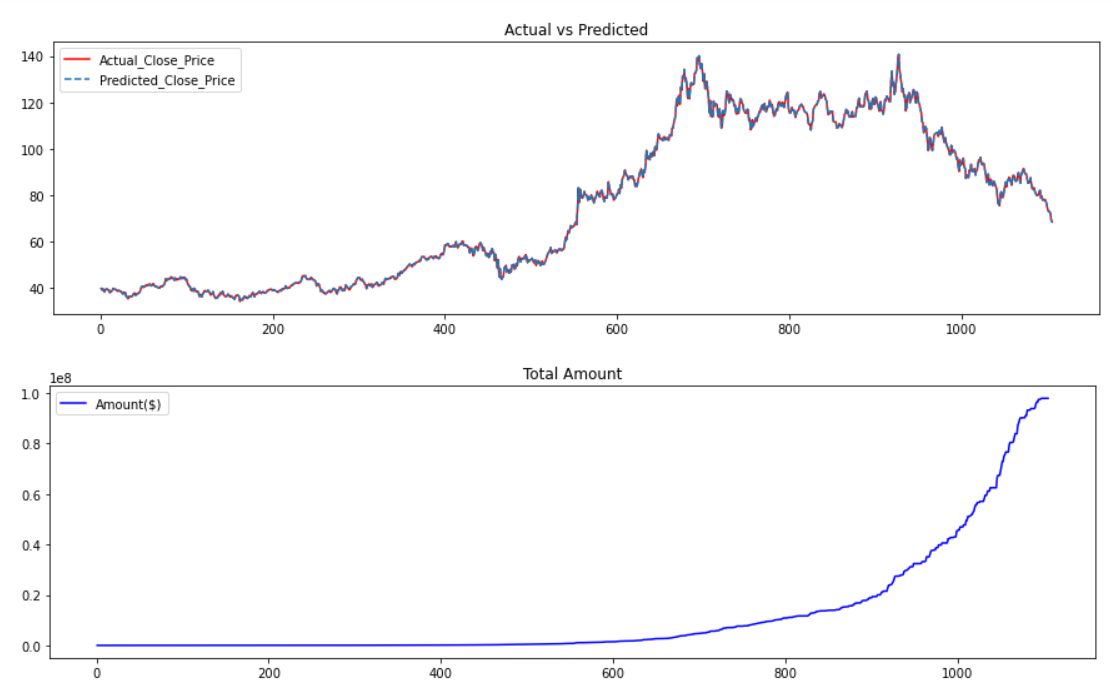 Actual vs Predicted
Actual_Close_Price
Predicted_Close_Price
140
120
100
80
60
40
0 200 400 600 800 1000
1e8
Total Amount
Amount($)
1.0
0.8
0.6
0.4
0.2
0.0
0 200 400 600 800 1000